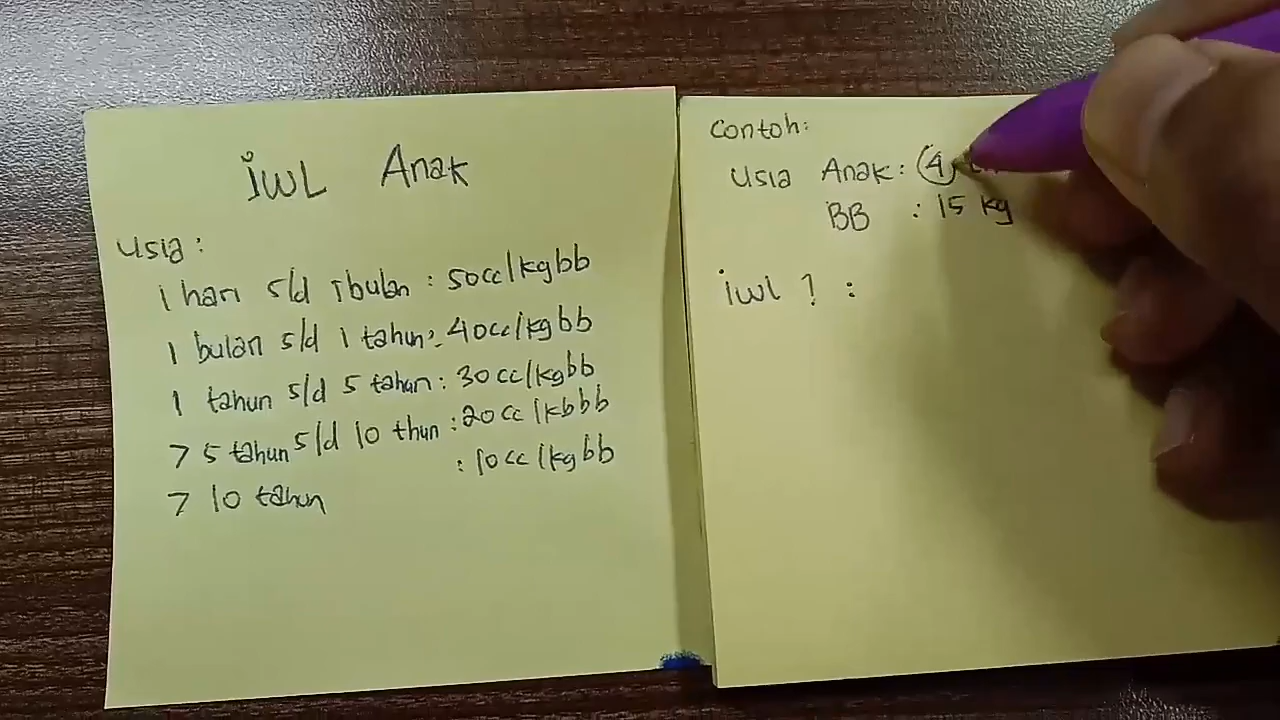 iwL Anak
Usia :
1 hari s/d 1 bulan : 50cc/kgbb
1 bulan s/d 1 tahun : 40cc/kgbb
1 tahun s/d 5 tahun : 30cc/kgbb
> 5 tahun s/d 10 thun : 20cc/kbbb
> 10 tahun : 10cc/kgbb
Contoh:
Usia Anak : 4
BB : 15 kg
iwl ? :